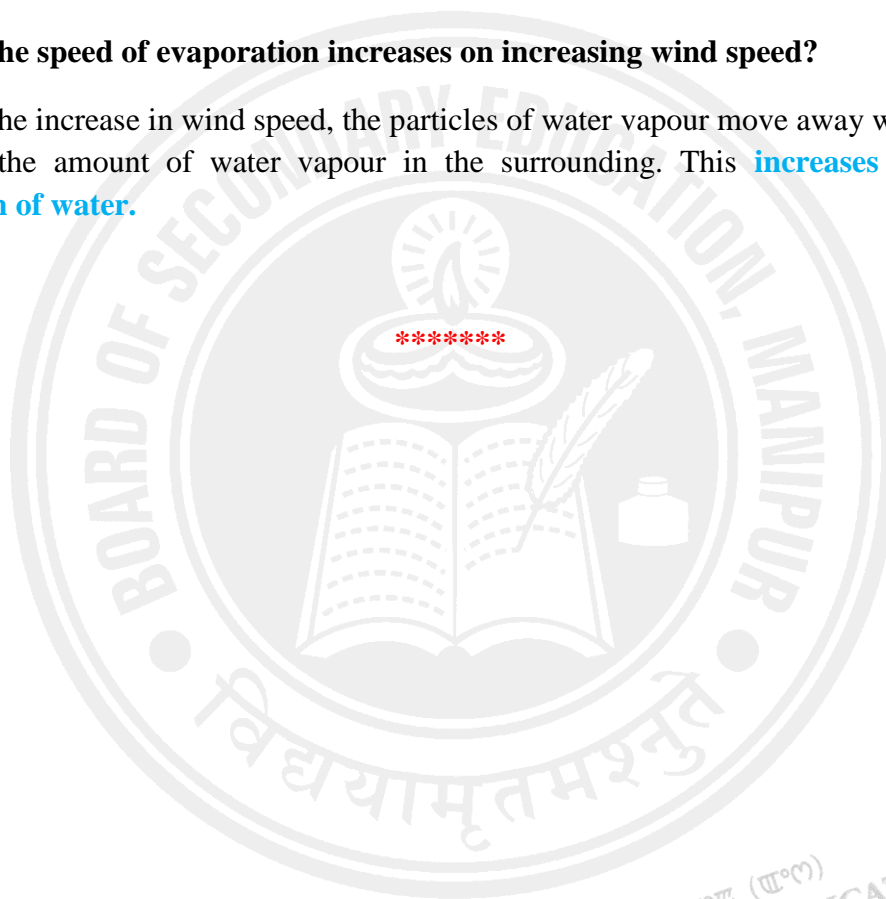 he speed of evaporation increases on increasing wind speed?
he increase in wind speed, the particles of water vapour move away w
the amount of water vapour in the surrounding. This increases
n of water.
*******
BOARD OF SECONDARY EDUCATION, MANIPUR
विद्ययामृतमश्नुते
(ꯑꯦꯝ)